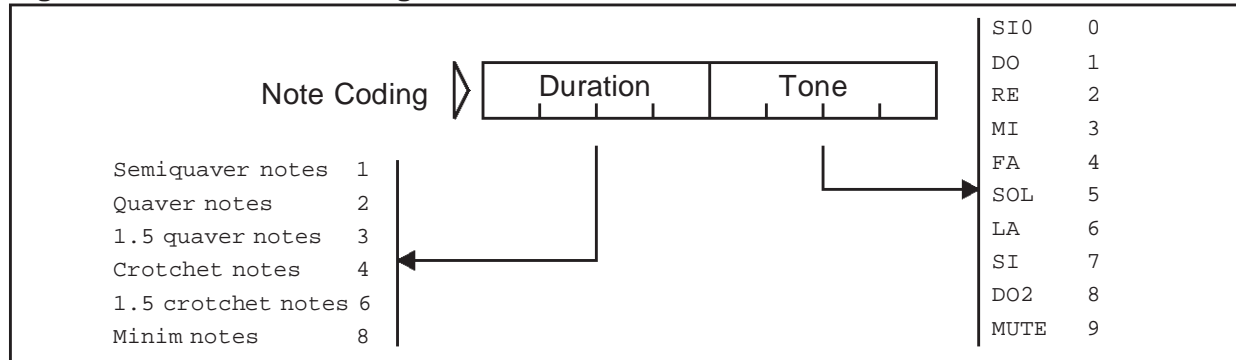 Note Coding
Duration
Tone
Semiquaver notes 1
Quaver notes 2
1.5 quaver notes 3
Crotchet notes 4
1.5 crotchet notes 6
Minim notes 8
SI0 0
DO 1
RE 2
MI 3
FA 4
SOL 5
LA 6
SI 7
DO2 8
MUTE 9